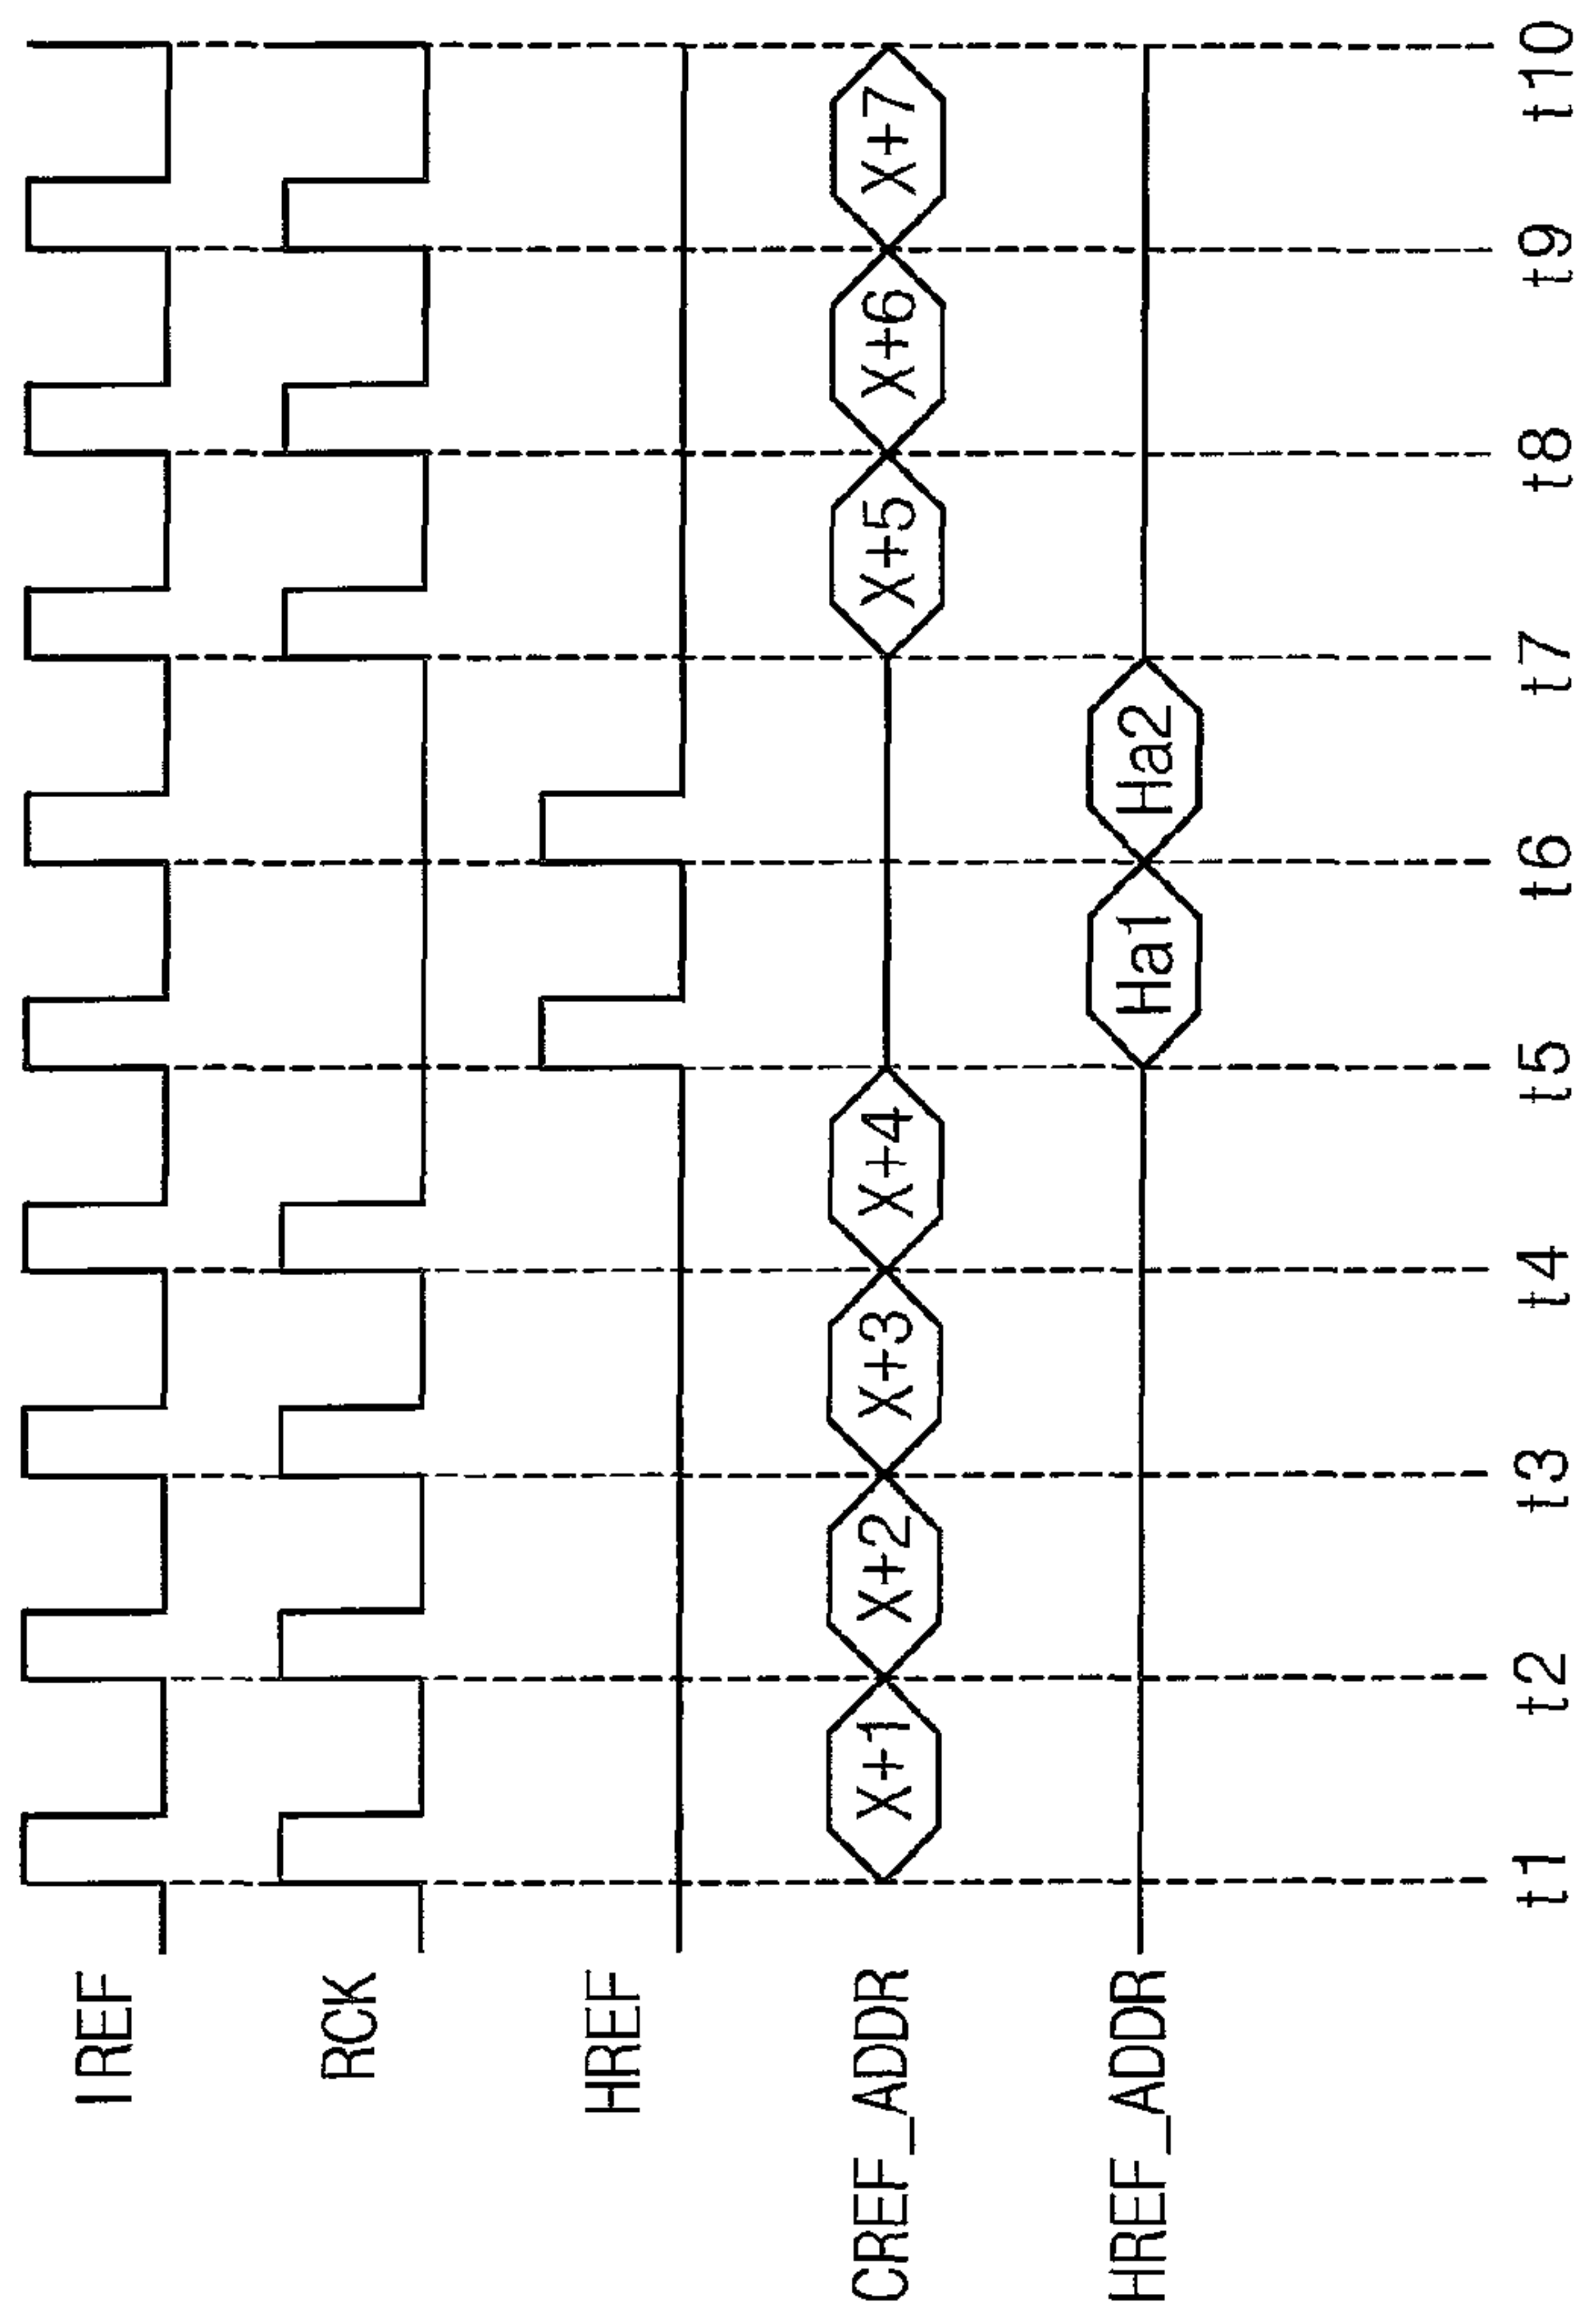 IREF
RCK
HREF
CREF_ADDR X+1 X+2 X+3 X+4 X+5 X+6 X+7
HREF_ADDR Ha1 Ha2
t1 t2 t3 t4 t5 t6 t7 t8 t9 t10